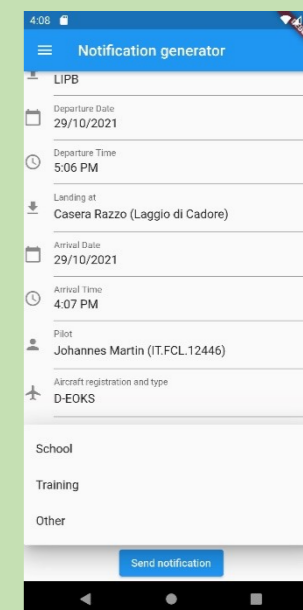 4:08
Notification generator
LIPB
Departure Date
29/10/2021
Departure Time
5:06 PM
Landing at
Casera Razzo (Laggio di Cadore)
Arrival Date
29/10/2021
Arrival Time
4:07 PM
Pilot
Johannes Martin (IT.FCL.12446)
Aircraft registration and type
D-EOKS
School
Training
Other
Send notification